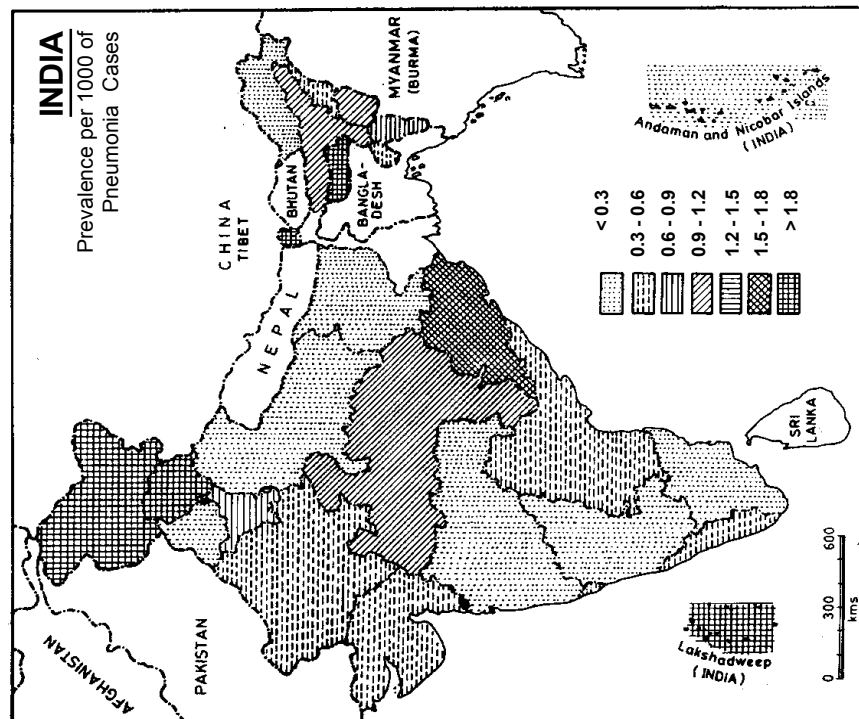 INDIA
Prevalence per 1000 of
Pneumonia Cases
AFGHANISTAN
PAKISTAN
CHINA
TIBET
NEPAL
BHUTAN
BANGLA-
DESH
MYANMAR
(BURMA)
SRI
LANKA
Lakshadweep
(INDIA)
Andaman and Nicobar Islands
(INDIA)
< 0.3
0.3 - 0.6
0.6 - 0.9
0.9 - 1.2
1.2 - 1.5
1.5 - 1.8
> 1.8
0 300 600
kms